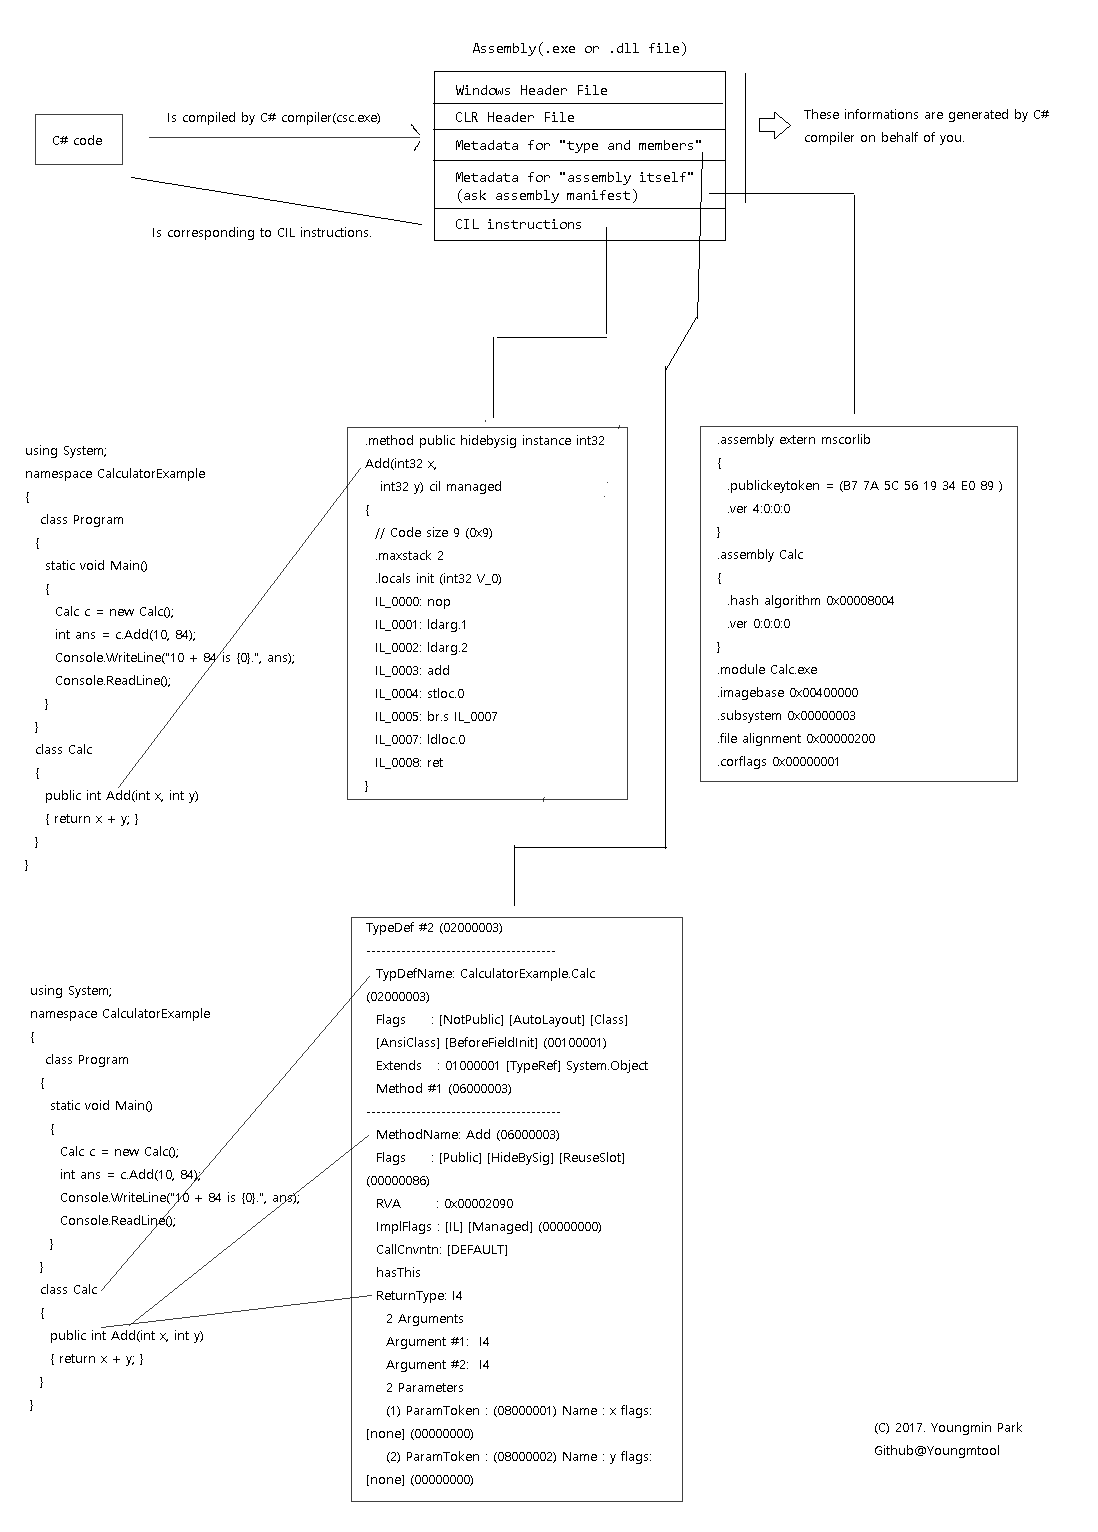 Assembly(.exe or .dll file)
Windows Header File
CLR Header File
Metadata for "type and members"
Metadata for "assembly itself"
(ask assembly manifest)
CIL instructions
C# code
Is compiled by C# compiler(csc.exe)
Is corresponding to CIL instructions.
These informations are generated by C#
compiler on behalf of you.
using System;
namespace CalculatorExample
{
class Program
{
static void Main()
{
Calc c = new Calc();
int ans = c.Add(10, 84);
Console.WriteLine("10 + 84 is {0}.", ans);
Console.ReadLine();
}
}
class Calc
{
public int Add(int x, int y)
{ return x + y; }
}
}
.method public hidebysig instance int32
Add(int32 x,
int32 y) cil managed
{
// Code size 9 (0x9)
.maxstack 2
.locals init (int32 V_0)
IL_0000: nop
IL_0001: ldarg.1
IL_0002: ldarg.2
IL_0003: add
IL_0004: stloc.0
IL_0005: br.s IL_0007
IL_0007: ldloc.0
IL_0008: ret
}
.assembly extern mscorlib
{
.publickeytoken = (B7 7A 5C 56 19 34 E0 89 )
.ver 4:0:0:0
}
.assembly Calc
{
.hash algorithm 0x00008004
.ver 0:0:0:0
}
.module Calc.exe
.imagebase 0x00400000
.subsystem 0x00000003
.file alignment 0x00000200
.corflags 0x00000001
using System;
namespace CalculatorExample
{
class Program
{
static void Main()
{
Calc c = new Calc();
int ans = c.Add(10, 84);
Console.WriteLine("10 + 84 is {0}.", ans);
Console.ReadLine();
}
}
class Calc
{
public int Add(int x, int y)
{ return x + y; }
}
}
TypeDef #2 (02000003)
--------------------------------------
TypDefName: CalculatorExample.Calc
(02000003)
Flags : [NotPublic] [AutoLayout] [Class]
[AnsiClass] [BeforeFieldInit] (00100001)
Extends : 01000001 [TypeRef] System.Object
Method #1 (06000003)
---------------------------------------
MethodName: Add (06000003)
Flags : [Public] [HideBySig] [ReuseSlot]
(00000086)
RVA : 0x00002090
ImplFlags : [IL] [Managed] (00000000)
CallCnvntn: [DEFAULT]
hasThis
ReturnType: I4
2 Arguments
Argument #1: I4
Argument #2: I4
2 Parameters
(1) ParamToken : (08000001) Name : x flags:
[none] (00000000)
(2) ParamToken : (08000002) Name : y flags:
[none] (00000000)
(C) 2017. Youngmin Park
Github@Youngmtool